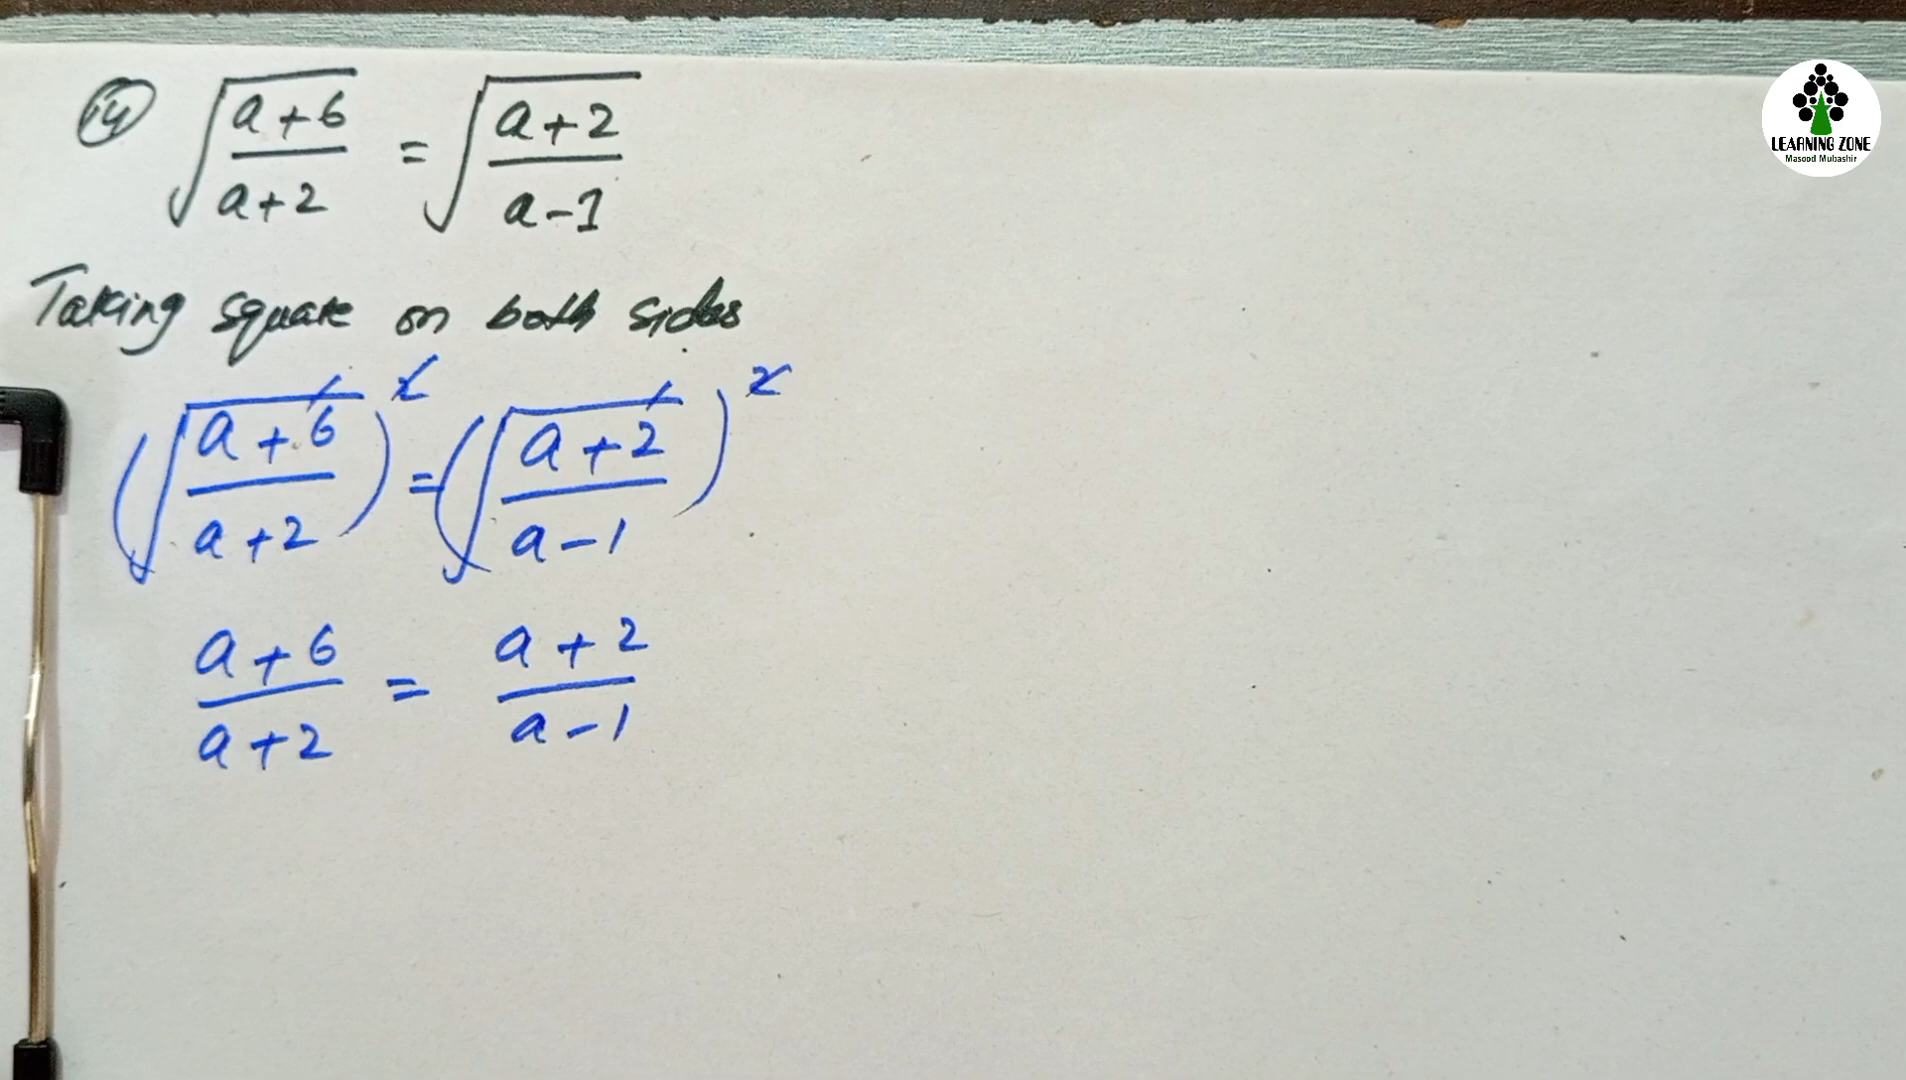 14 √(a+6 / a+2) = √(a+2 / a-1)
Taking square on both sides
(√(a+6 / a+2))² = (√(a+2 / a-1))²
a+6 / a+2 = a+2 / a-1
LEARNING ZONE
Masood Mubashir